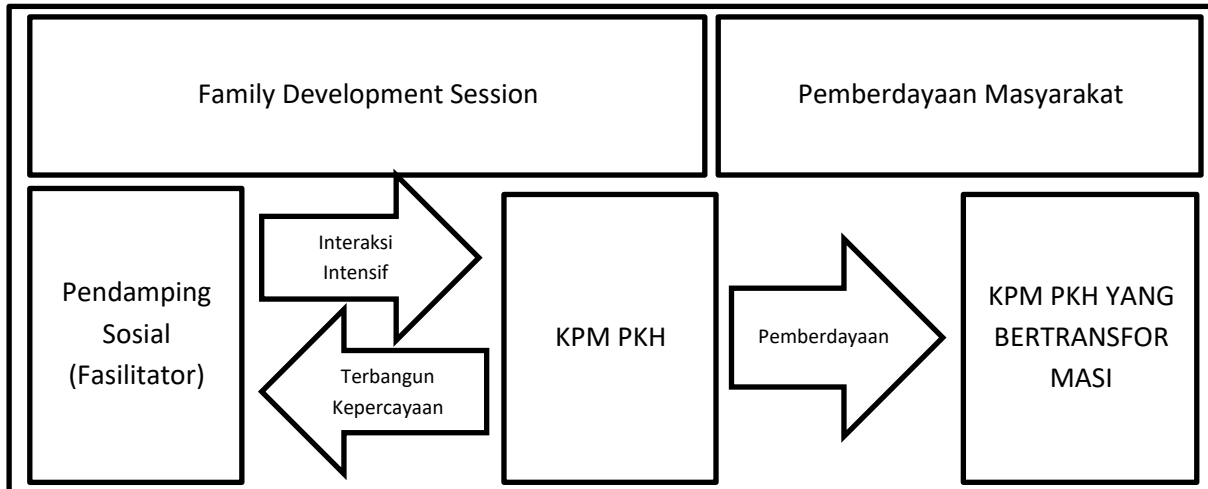 Family Development Session
Pemberdayaan Masyarakat
Pendamping
Sosial
(Fasilitator)
Interaksi
Intensif
Terbangun
Kepercayaan
KPM PKH
Pemberdayaan
KPM PKH YANG
BERTRANSFOR
MASI